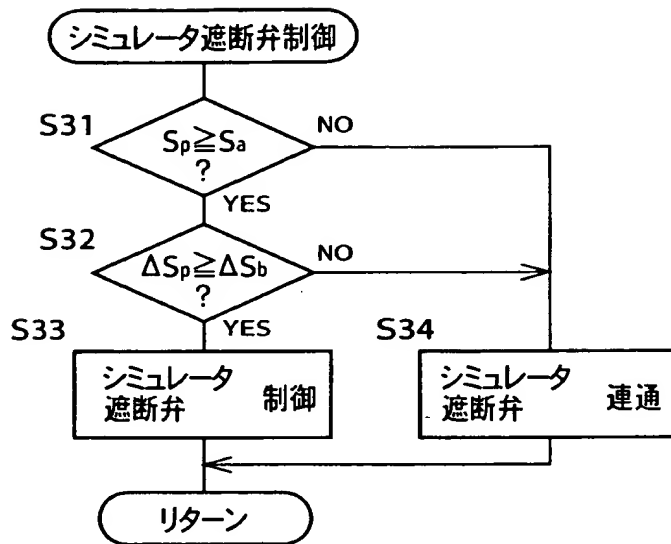 シミュレータ遮断弁制御
S31
Sp≧Sa
?
NO
YES
S32
ΔSp≧ΔSb
?
NO
YES
S33
シミュレータ
遮断弁 制御
S34
シミュレータ
遮断弁 連通
リターン